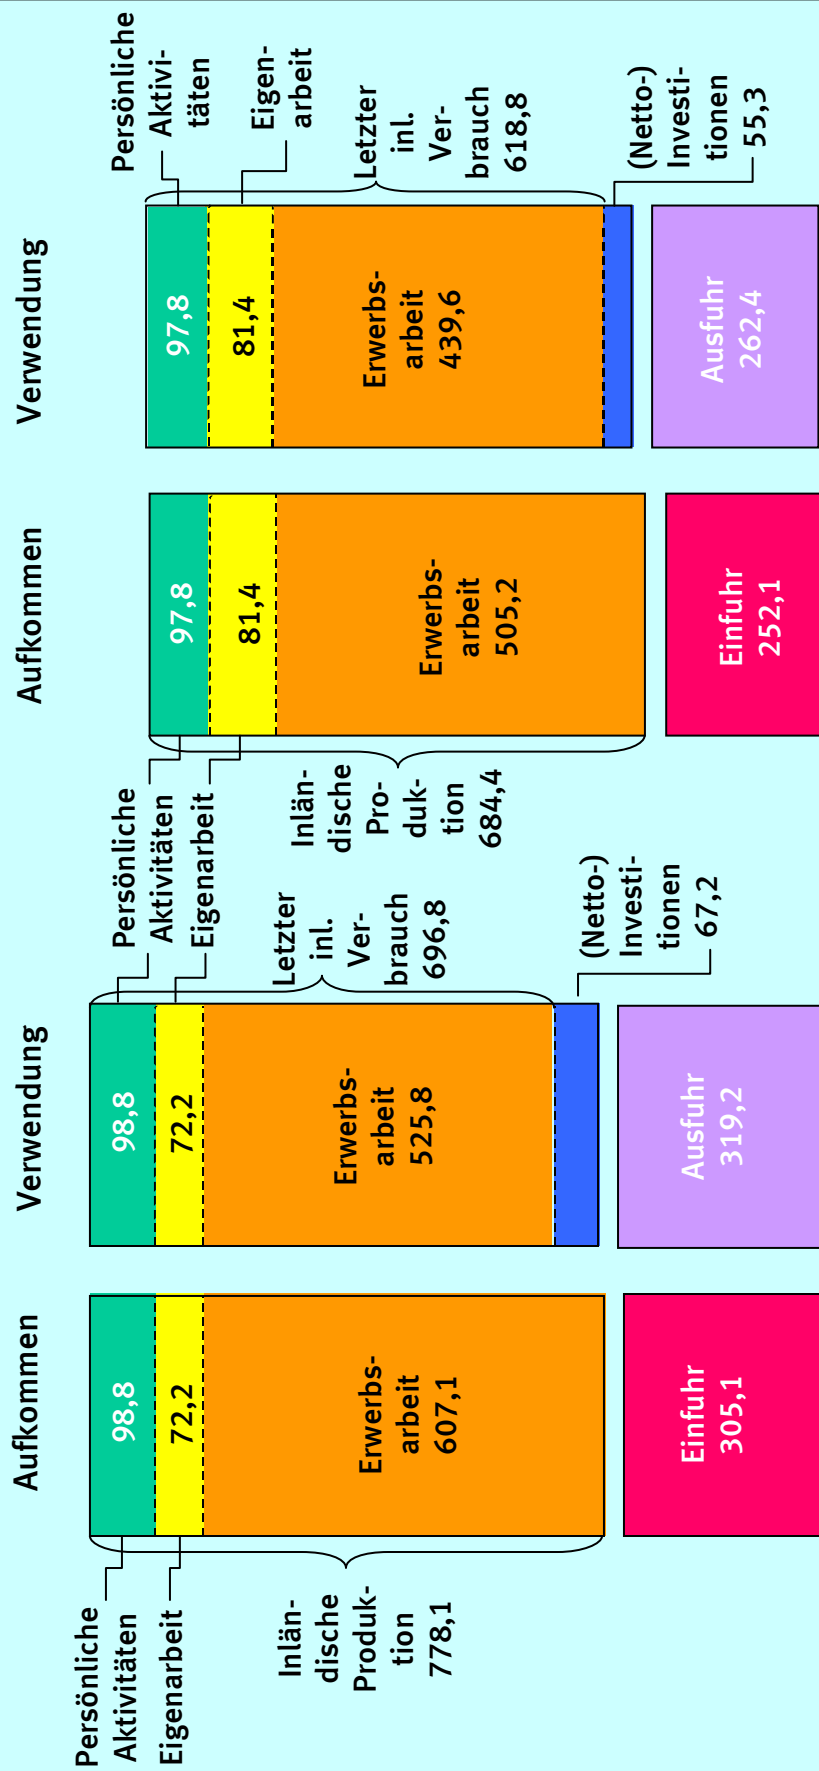 Aufkommen
Verwendung
Aufkommen
Verwendung
Persönliche
Aktivitäten
Eigenarbeit
98,8
72,2
Erwerbs-
arbeit
607,1
Inlän-
dische
Produk-
tion
778,1
Einfuhr
305,1
98,8
72,2
Erwerbs-
arbeit
525,8
Persönliche
Aktivitäten
Eigenarbeit
Letzter
inl.
Ver-
brauch
696,8
(Netto-)
Investi-
tionen
67,2
Ausfuhr
319,2
97,8
81,4
Erwerbs-
arbeit
505,2
Inlän-
dische
Pro-
duk-
tion
684,4
Einfuhr
252,1
97,8
81,4
Erwerbs-
arbeit
439,6
Persönliche
Aktivi-
täten
Eigen-
arbeit
Letzter
inl.
Ver-
brauch
618,8
(Netto-)
Investi-
tionen
55,3
Ausfuhr
262,4